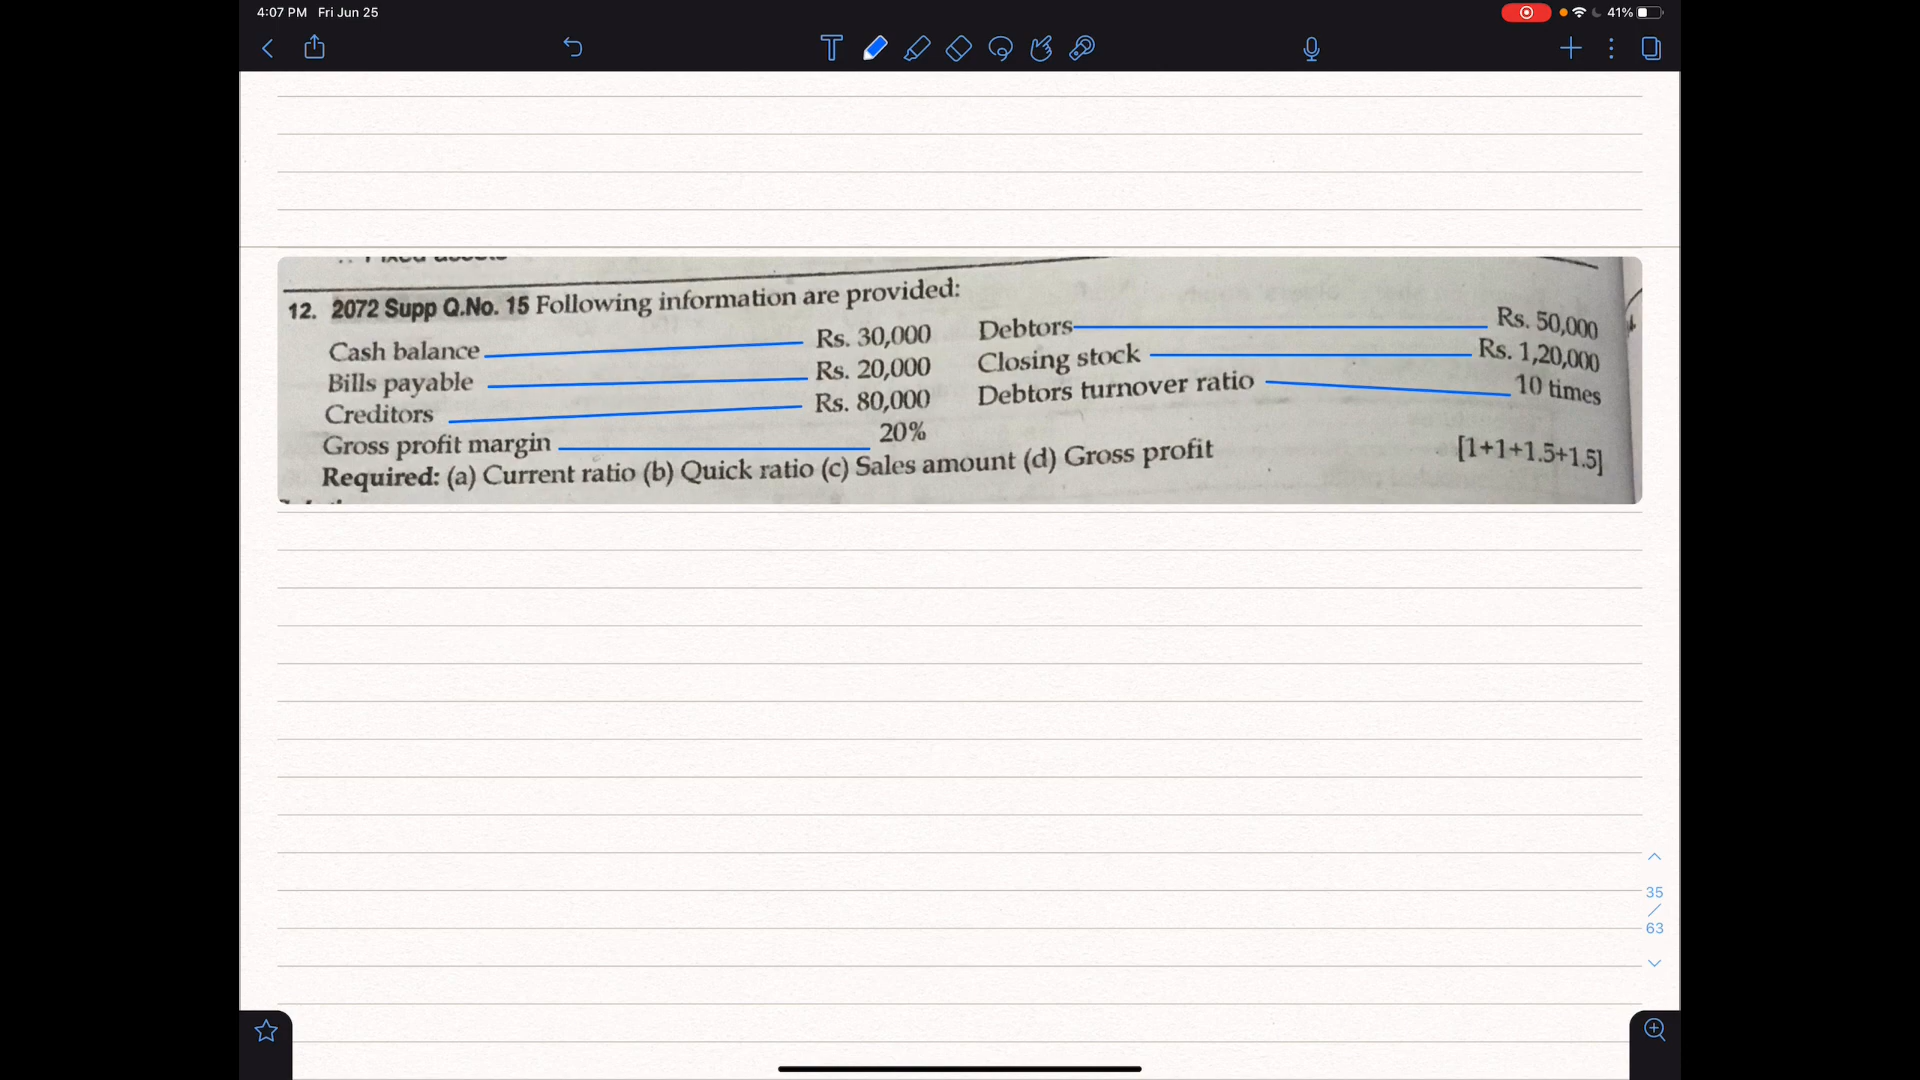 4:07 PM Fri Jun 25
41%
12. 2072 Supp Q.No. 15 Following information are provided:
Cash balance Rs. 30,000 Debtors Rs. 50,000
Bills payable Rs. 20,000 Closing stock Rs. 1,20,000
Creditors Rs. 80,000 Debtors turnover ratio 10 times
Gross profit margin 20%
Required: (a) Current ratio (b) Quick ratio (c) Sales amount (d) Gross profit [1+1+1.5+1.5]
35
/
63